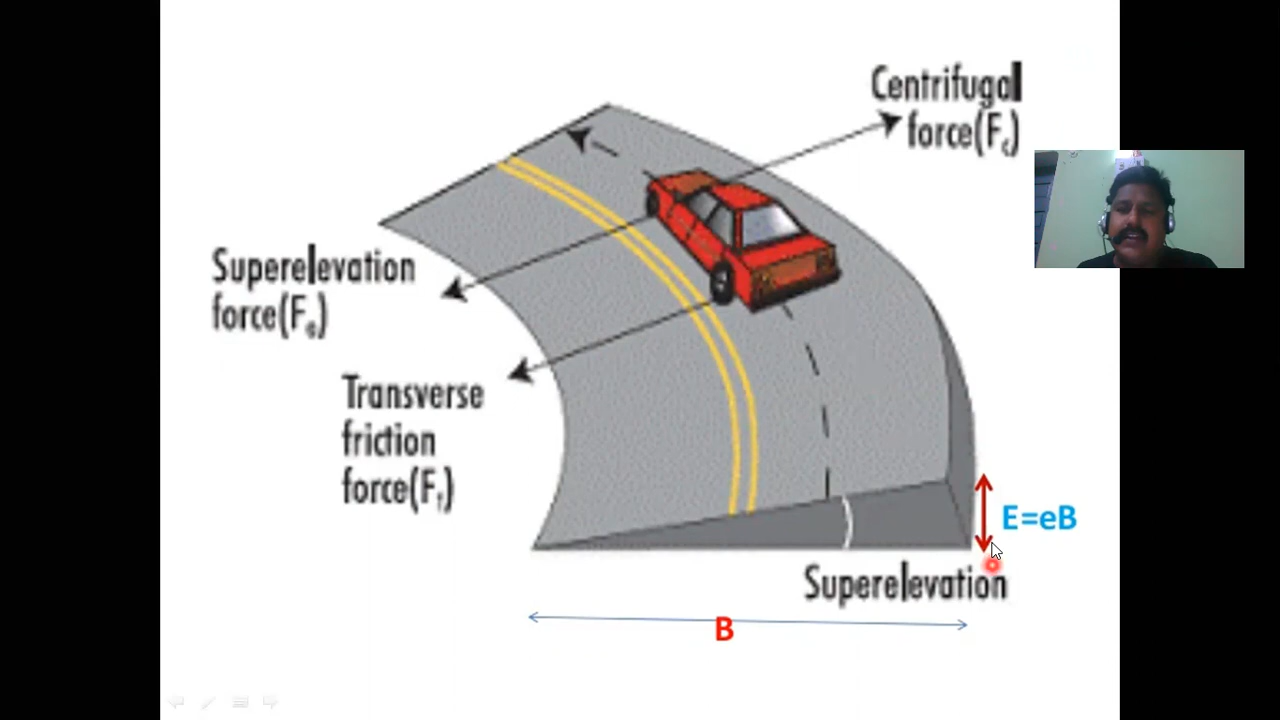 Centrifugal
force(Fc)
Superelevation
force(Fe)
Transverse
friction
force(Ff)
E=eB
Superelevation
B